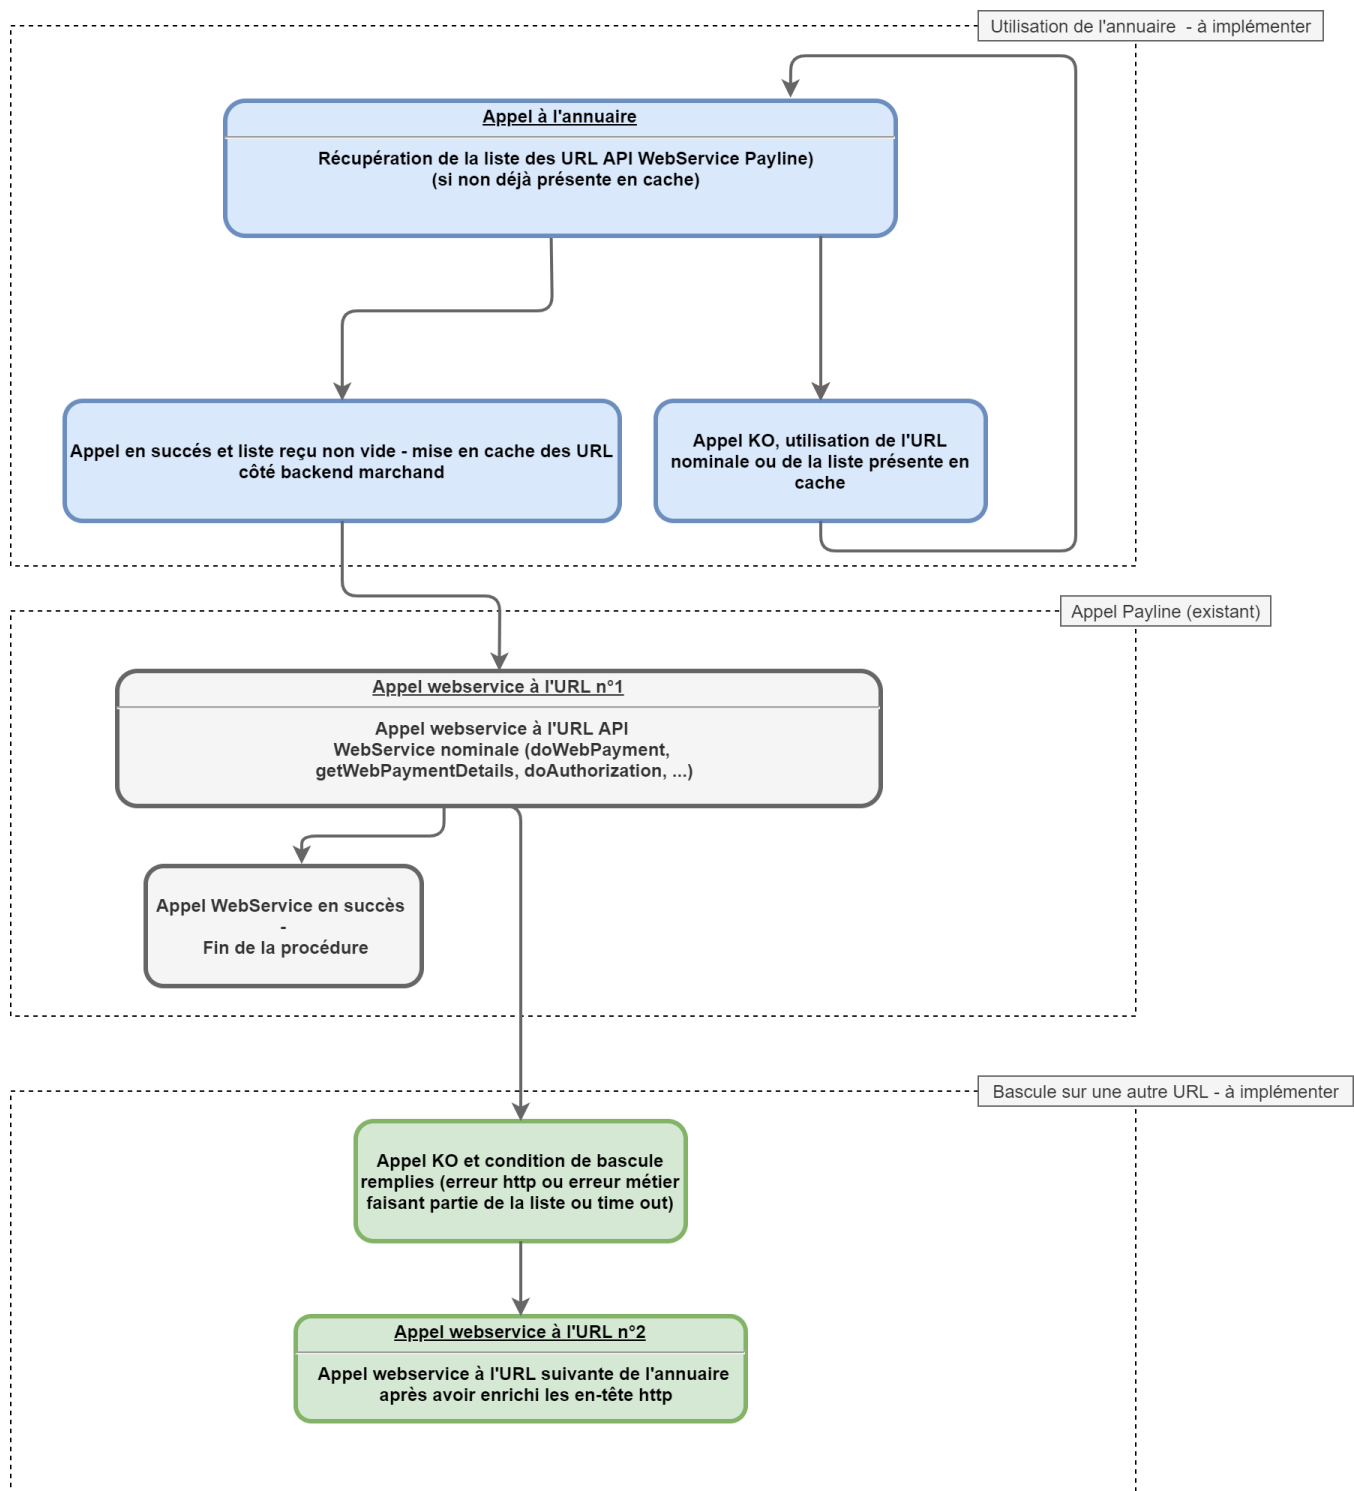 Utilisation de l'annuaire - à implémenter
Appel à l'annuaire
Récupération de la liste des URL API WebService Payline)
(si non déjà présente en cache)
Appel en succés et liste reçu non vide - mise en cache des URL
côté backend marchand
Appel KO, utilisation de l'URL
nominale ou de la liste présente en
cache
Appel Payline (existant)
Appel webservice à l'URL n°1
Appel webservice à l'URL API
WebService nominale (doWebPayment,
getWebPaymentDetails, doAuthorization, ...)
Appel WebService en succès
-
Fin de la procédure
Bascule sur une autre URL - à implémenter
Appel KO et condition de bascule
remplies (erreur http ou erreur métier
faisant partie de la liste ou time out)
Appel webservice à l'URL n°2
Appel webservice à l'URL suivante de l'annuaire
après avoir enrichi les en-tête http